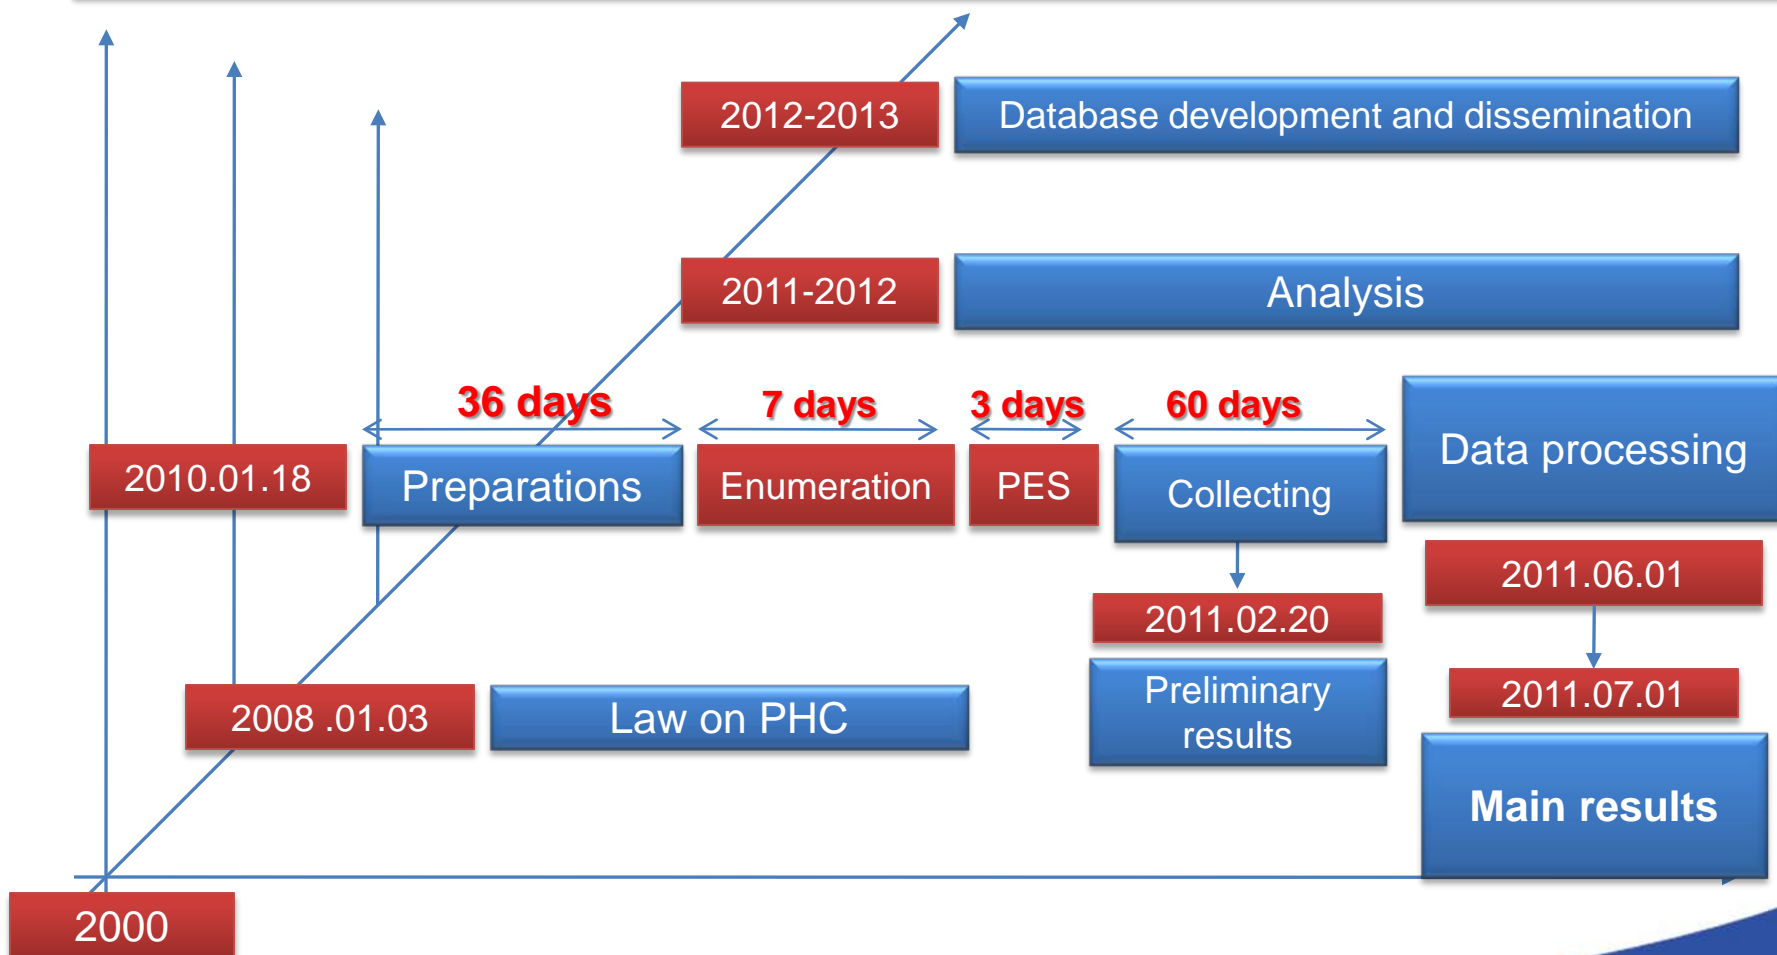 2012-2013
Database development and dissemination
2011-2012
Analysis
36 days
7 days
3 days
60 days
2010.01.18
Preparations
Enumeration
PES
Collecting
Data processing
2011.06.01
2011.02.20
2008 .01.03
Law on PHC
Preliminary
results
2011.07.01
Main results
2000